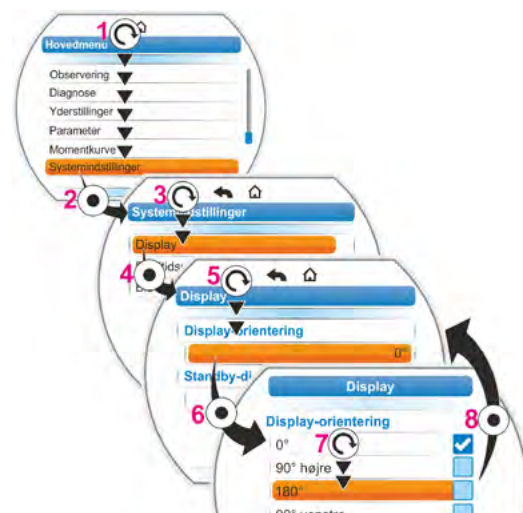 1
Hovedmenu
Observering
Diagnose
Yderstillinger
Parameter
Momentkurve
Systemindstillinger
2
3
Systemindstillinger
Display
4
5
Display
Display-orientering
0°
6
Display
Display-orientering
0°
7
90° højre
180°
8